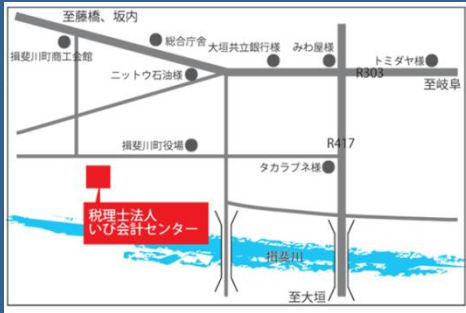 至藤橋、坂内
総合庁舎
揖斐川町商工会館
大垣共立銀行様
みわ屋様
トミダヤ様
ニットウ石油様
R303
至岐阜
揖斐川町役場
R417
タカラブネ様
税理士法人
いび会計センター
揖斐川
至大垣